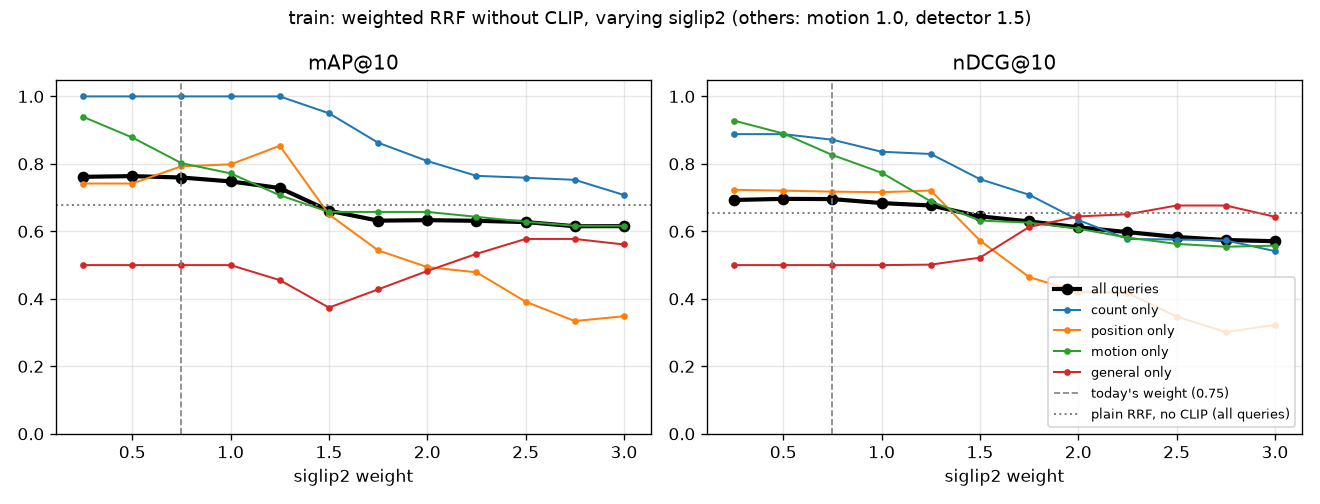 train: weighted RRF without CLIP, varying siglip2 (others: motion 1.0, detector 1.5)
mAP@10
1.0
0.8
0.6
0.4
0.2
0.0
0.5 1.0 1.5 2.0 2.5 3.0
siglip2 weight
nDCG@10
1.0
0.8
0.6
0.4
0.2
0.0
all queries
count only
position only
motion only
general only
today's weight (0.75)
plain RRF, no CLIP (all queries)
0.5 1.0 1.5 2.0 2.5 3.0
siglip2 weight